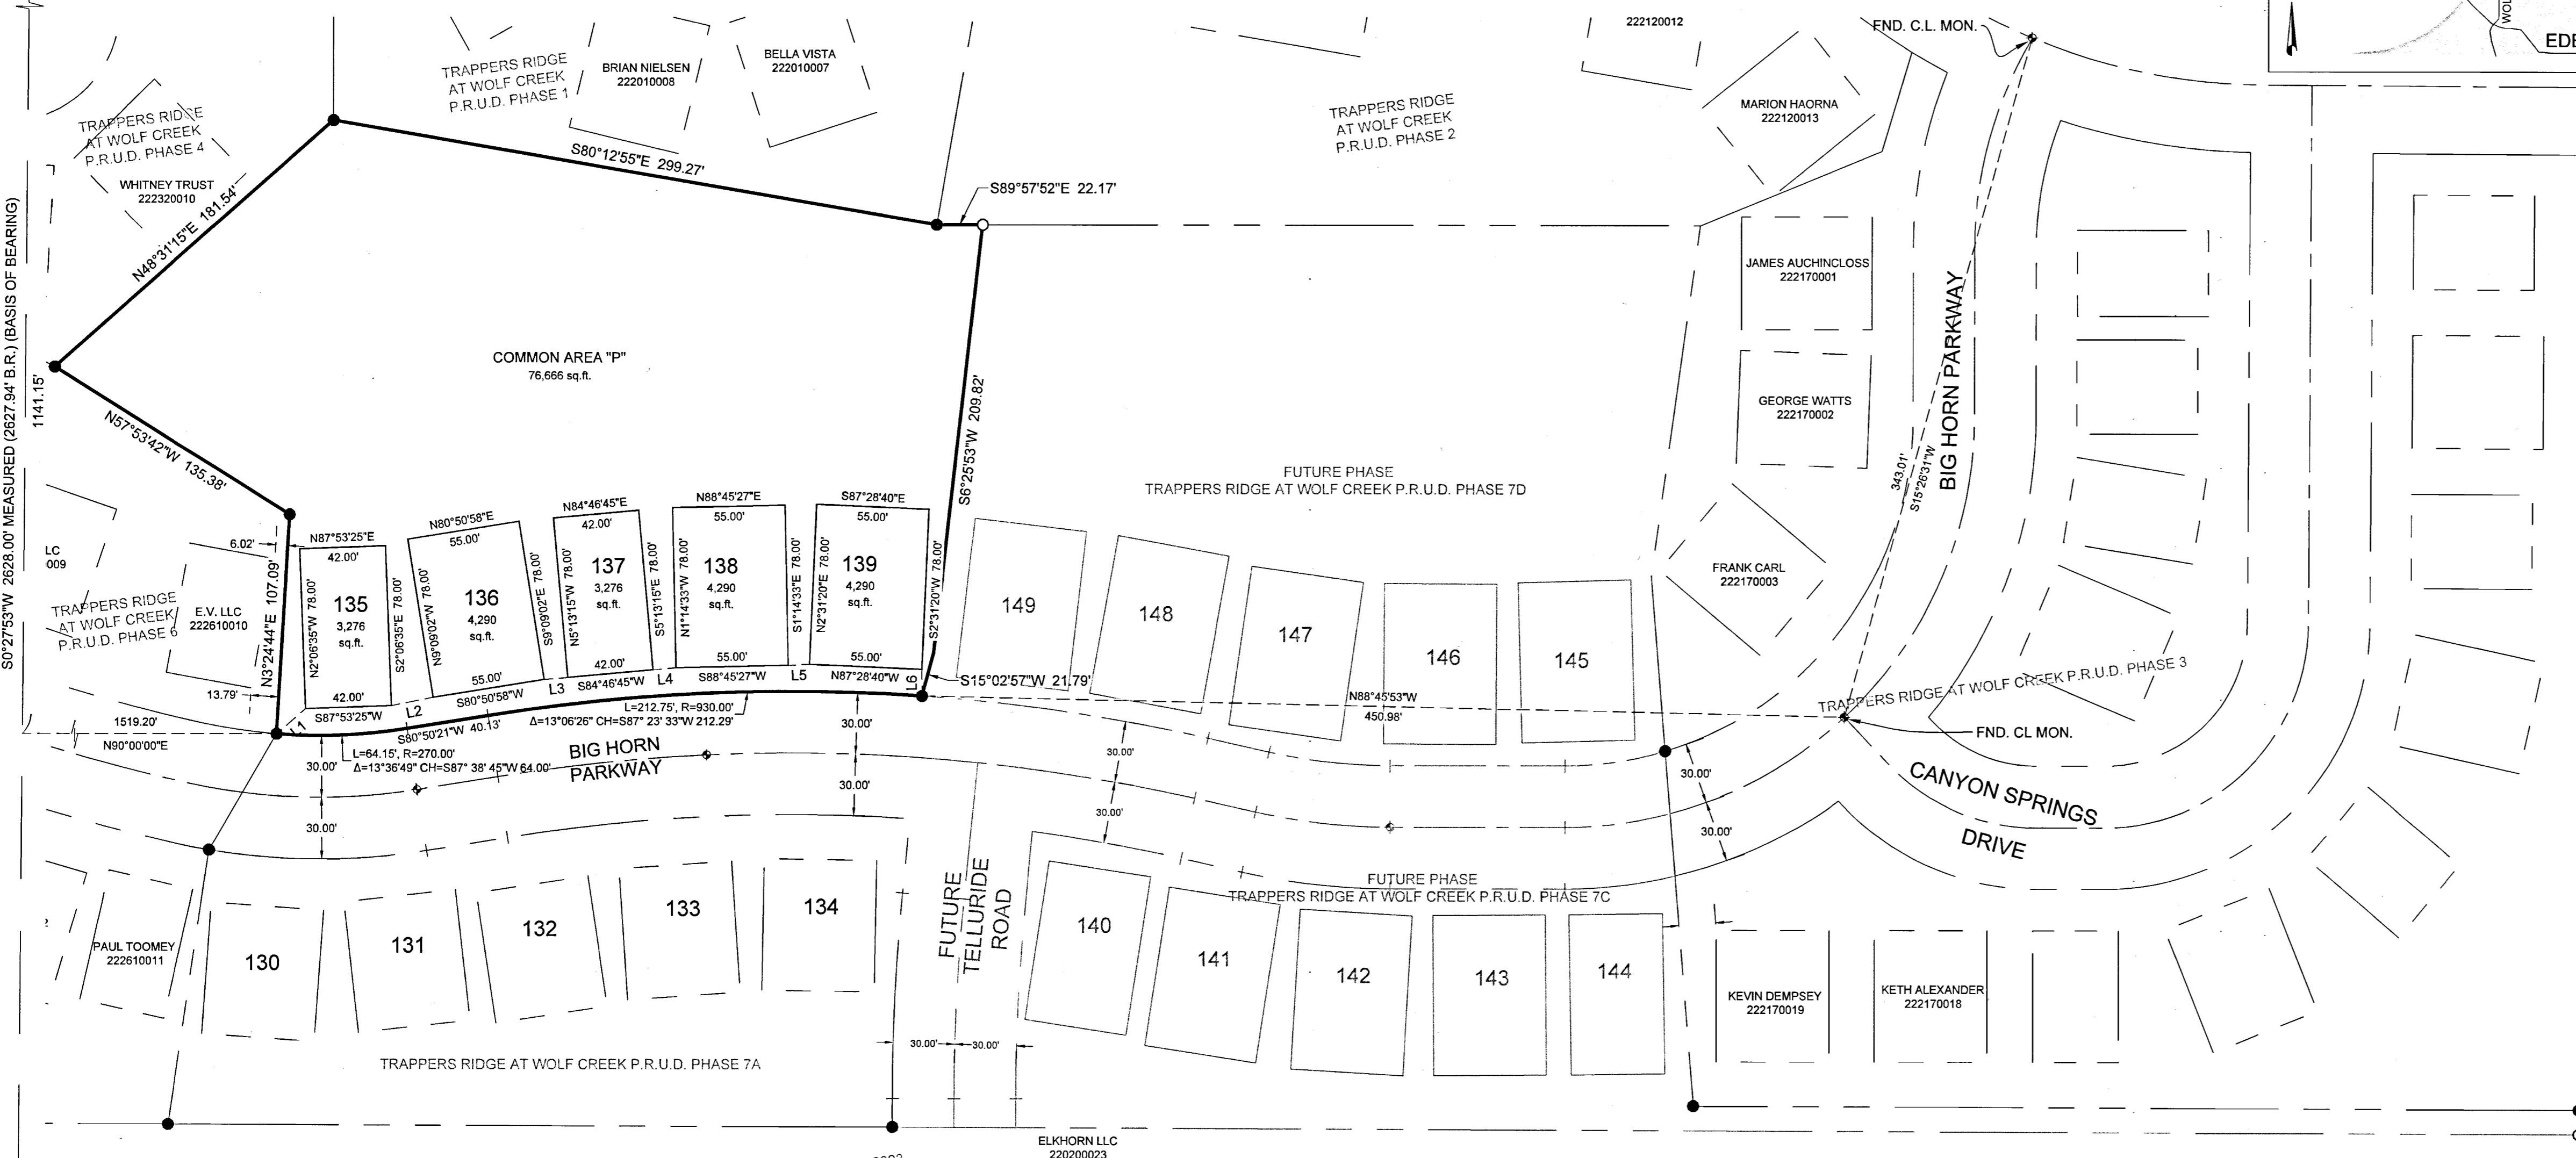 S0°27'53"W 2628.00' MEASURED (2627.94' B.R.) (BASIS OF BEARING)
1141.15'
TRAPPERS RIDGE
AT WOLF CREEK
P.R.U.D. PHASE 4
WHITNEY TRUST
222320010
TRAPPERS RIDGE
AT WOLF CREEK
P.R.U.D. PHASE 1
BRIAN NIELSEN
222010008
BELLA VISTA
222010007
222120012
FND. C.L. MON.
EDE
TRAPPERS RIDGE
AT WOLF CREEK
P.R.U.D. PHASE 2
MARION HAORNA
222120013
N48°31'15"E 181.54'
S80°12'55"E 299.27'
S89°57'52"E 22.17'
S6°25'53"W 209.82'
N57°53'42"W 135.38'
COMMON AREA "P"
76,666 sq.ft.
JAMES AUCHINCLOSS
222170001
GEORGE WATTS
222170002
FRANK CARL
222170003
BIG HORN PARKWAY
343.01'
S15°26'31"W
FUTURE PHASE
TRAPPERS RIDGE AT WOLF CREEK P.R.U.D. PHASE 7D
LC
009
TRAPPERS RIDGE
AT WOLF CREEK
P.R.U.D. PHASE 6
E.V. LLC
222610010
6.02'
13.79'
N3°24'44"E 107.09'
N87°53'25"E
42.00'
N2°06'35"W 78.00'
135
3,276
sq.ft.
S2°06'35"E 78.00'
42.00'
S87°53'25"W
N80°50'58"E
55.00'
N9°09'02"W 78.00'
136
4,290
sq.ft.
S9°09'02"E 78.00'
55.00'
S80°50'58"W
N84°46'45"E
42.00'
N5°13'15"W 78.00'
137
3,276
sq.ft.
S5°13'15"E 78.00'
42.00'
S84°46'45"W
N88°45'27"E
55.00'
N1°14'33"W 78.00'
138
4,290
sq.ft.
S1°14'33"E 78.00'
55.00'
S88°45'27"W
S87°28'40"E
55.00'
N2°31'20"E 78.00'
139
4,290
sq.ft.
S2°31'20"W 78.00'
55.00'
N87°28'40"W
L1
L2
L3
L4
L5
L6
S15°02'57"W 21.79'
149
148
147
146
145
N88°45'53"W
450.98'
TRAPPERS RIDGE AT WOLF CREEK P.R.U.D. PHASE 3
FND. CL MON.
1519.20'
N90°00'00"E
S80°50'21"W 40.13'
L=212.75', R=930.00'
Δ=13°06'26" CH=S87° 23' 33"W 212.29'
L=64.15', R=270.00'
Δ=13°36'49" CH=S87° 38' 45"W 64.00'
BIG HORN
PARKWAY
30.00'
30.00'
30.00'
30.00'
30.00'
30.00'
30.00'
30.00'
CANYON SPRINGS
DRIVE
FUTURE PHASE
TRAPPERS RIDGE AT WOLF CREEK P.R.U.D. PHASE 7C
FUTURE
TELLURIDE
ROAD
PAUL TOOMEY
222610011
130
131
132
133
134
140
141
142
143
144
KEVIN DEMPSEY
222170019
KETH ALEXANDER
222170018
30.00'
30.00'
TRAPPERS RIDGE AT WOLF CREEK P.R.U.D. PHASE 7A
ELKHORN LLC
220200023